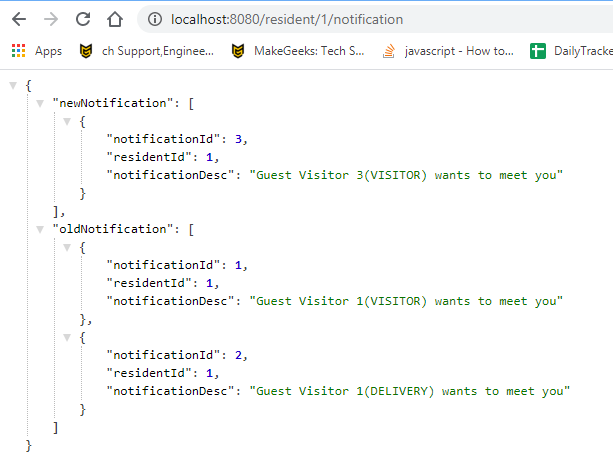 localhost:8080/resident/1/notification
Apps ch Support,Enginee... MakeGeeks: Tech S... javascript - How to... DailyTracke
{
"newNotification": [
{
"notificationId": 3,
"residentId": 1,
"notificationDesc": "Guest Visitor 3(VISITOR) wants to meet you"
}
],
"oldNotification": [
{
"notificationId": 1,
"residentId": 1,
"notificationDesc": "Guest Visitor 1(VISITOR) wants to meet you"
},
{
"notificationId": 2,
"residentId": 1,
"notificationDesc": "Guest Visitor 1(DELIVERY) wants to meet you"
}
]
}